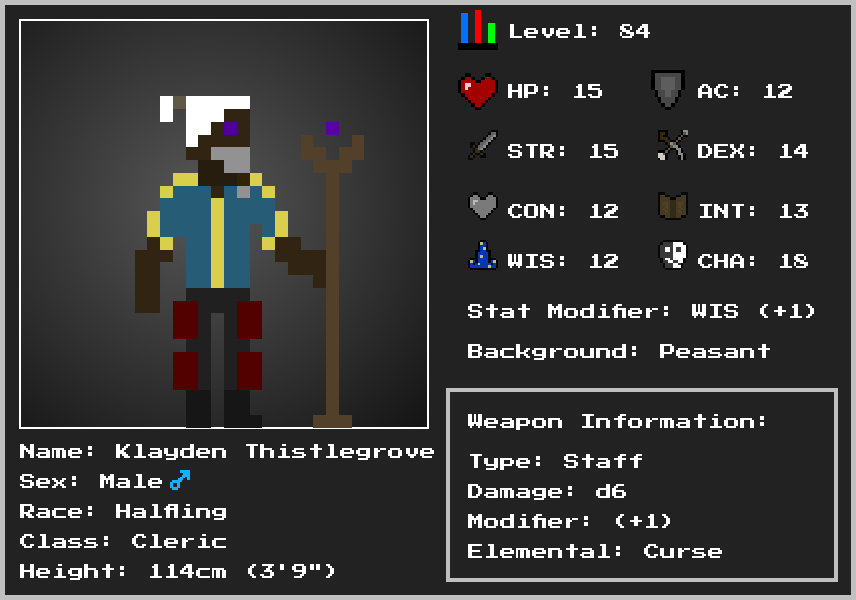 Level: 84
HP: 15
AC: 12
STR: 15
DEX: 14
CON: 12
INT: 13
WIS: 12
CHA: 18
Stat Modifier: WIS (+1)
Background: Peasant
Weapon Information:
Type: Staff
Damage: d6
Modifier: (+1)
Elemental: Curse
Name: Klayden Thistlegrove
Sex: Male ♂
Race: Halfling
Class: Cleric
Height: 114cm (3'9")